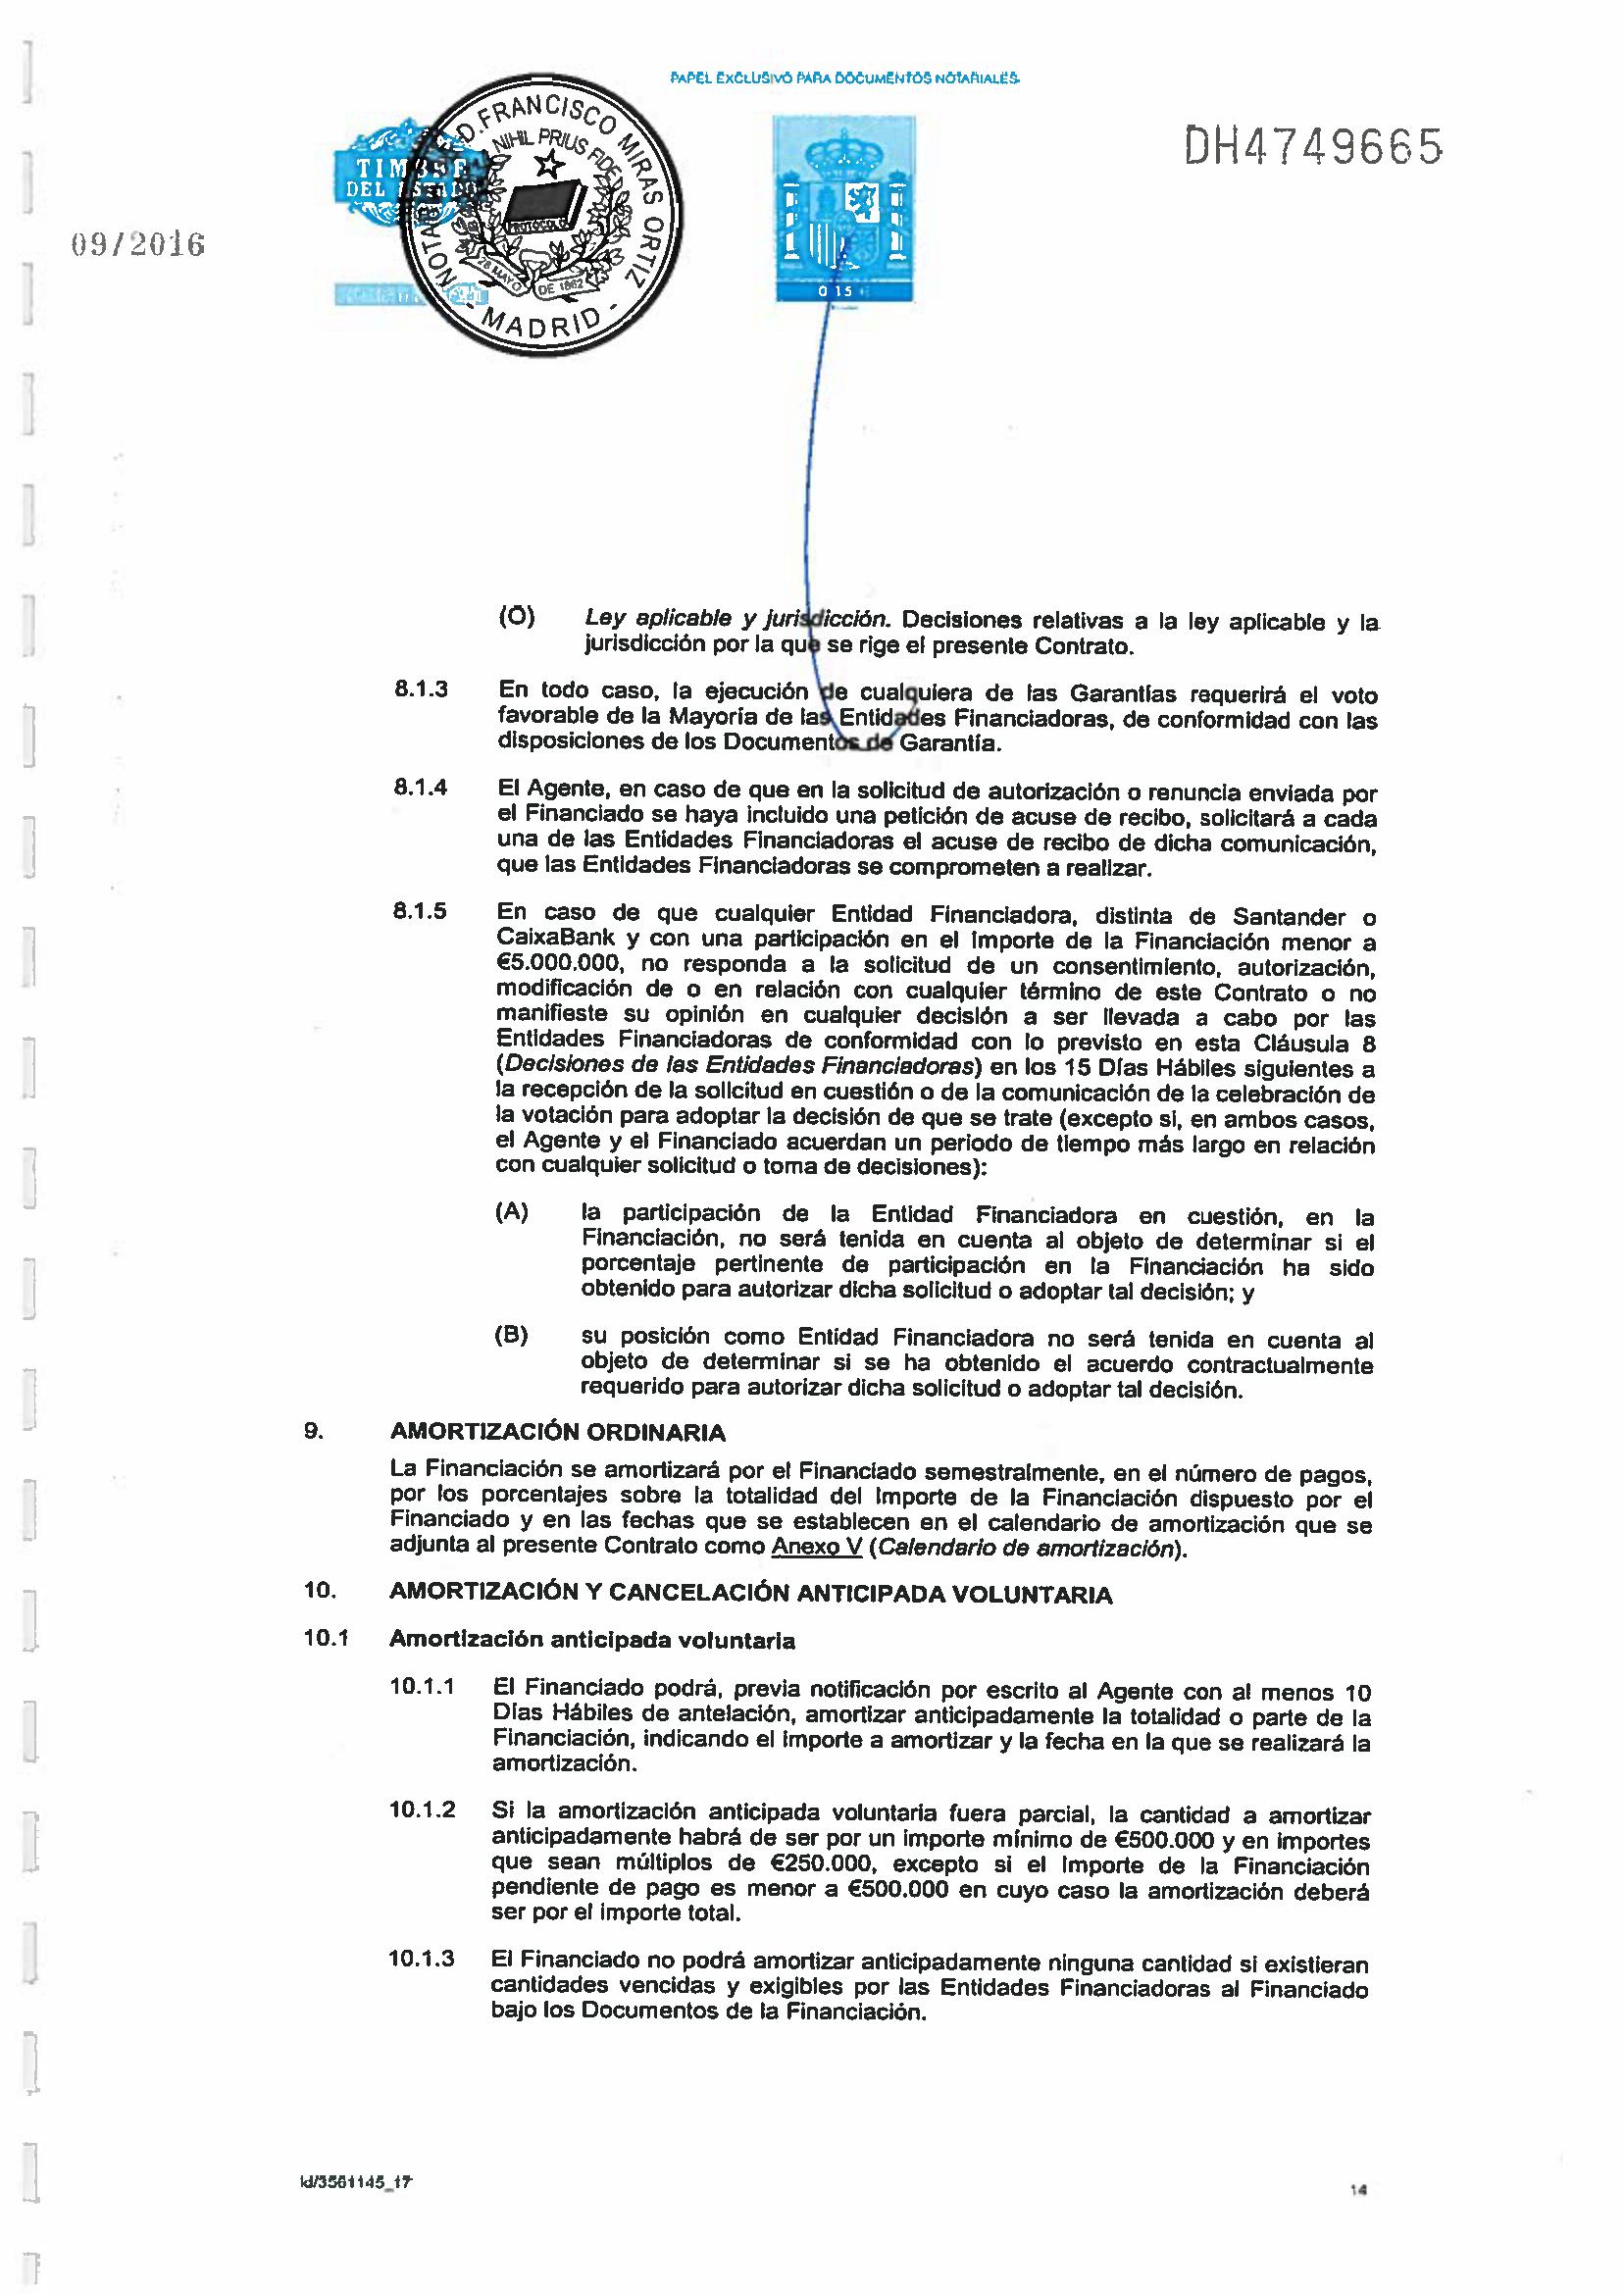 PAPEL EXCLUSIVO PARA DOCUMENTOS NOTARIALES
DH4749665
09/2016
TIMBRE
DEL ESTADO
NOTARÍA DE D. FRANCISCO MIRAS ORTIZ
- MADRID -
NIHIL PRIUS FIDE
PROTOCOLO
28 MAYO DE 1862
0 15 €
(O) Ley aplicable y jurisdicción. Decisiones relativas a la ley aplicable y la
jurisdicción por la que se rige el presente Contrato.
8.1.3 En todo caso, la ejecución de cualquiera de las Garantías requerirá el voto
favorable de la Mayoría de las Entidades Financiadoras, de conformidad con las
disposiciones de los Documentos de Garantía.
8.1.4 El Agente, en caso de que en la solicitud de autorización o renuncia enviada por
el Financiado se haya incluido una petición de acuse de recibo, solicitará a cada
una de las Entidades Financiadoras el acuse de recibo de dicha comunicación,
que las Entidades Financiadoras se comprometen a realizar.
8.1.5 En caso de que cualquier Entidad Financiadora, distinta de Santander o
CaixaBank y con una participación en el Importe de la Financiación menor a
€5.000.000, no responda a la solicitud de un consentimiento, autorización,
modificación de o en relación con cualquier término de este Contrato o no
manifieste su opinión en cualquier decisión a ser llevada a cabo por las
Entidades Financiadoras de conformidad con lo previsto en esta Cláusula 8
(Decisiones de las Entidades Financiadoras) en los 15 Días Hábiles siguientes a
la recepción de la solicitud en cuestión o de la comunicación de la celebración de
la votación para adoptar la decisión de que se trate (excepto si, en ambos casos,
el Agente y el Financiado acuerdan un periodo de tiempo más largo en relación
con cualquier solicitud o toma de decisiones):
(A) la participación de la Entidad Financiadora en cuestión, en la
Financiación, no será tenida en cuenta al objeto de determinar si el
porcentaje pertinente de participación en la Financiación ha sido
obtenido para autorizar dicha solicitud o adoptar tal decisión; y
(B) su posición como Entidad Financiadora no será tenida en cuenta al
objeto de determinar si se ha obtenido el acuerdo contractualmente
requerido para autorizar dicha solicitud o adoptar tal decisión.
9. AMORTIZACIÓN ORDINARIA
La Financiación se amortizará por el Financiado semestralmente, en el número de pagos,
por los porcentajes sobre la totalidad del Importe de la Financiación dispuesto por el
Financiado y en las fechas que se establecen en el calendario de amortización que se
adjunta al presente Contrato como Anexo V (Calendario de amortización).
10. AMORTIZACIÓN Y CANCELACIÓN ANTICIPADA VOLUNTARIA
10.1 Amortización anticipada voluntaria
10.1.1 El Financiado podrá, previa notificación por escrito al Agente con al menos 10
Días Hábiles de antelación, amortizar anticipadamente la totalidad o parte de la
Financiación, indicando el importe a amortizar y la fecha en la que se realizará la
amortización.
10.1.2 Si la amortización anticipada voluntaria fuera parcial, la cantidad a amortizar
anticipadamente habrá de ser por un importe mínimo de €500.000 y en importes
que sean múltiplos de €250.000, excepto si el Importe de la Financiación
pendiente de pago es menor a €500.000 en cuyo caso la amortización deberá
ser por el importe total.
10.1.3 El Financiado no podrá amortizar anticipadamente ninguna cantidad si existieran
cantidades vencidas y exigibles por las Entidades Financiadoras al Financiado
bajo los Documentos de la Financiación.
Id/3561145_17
14